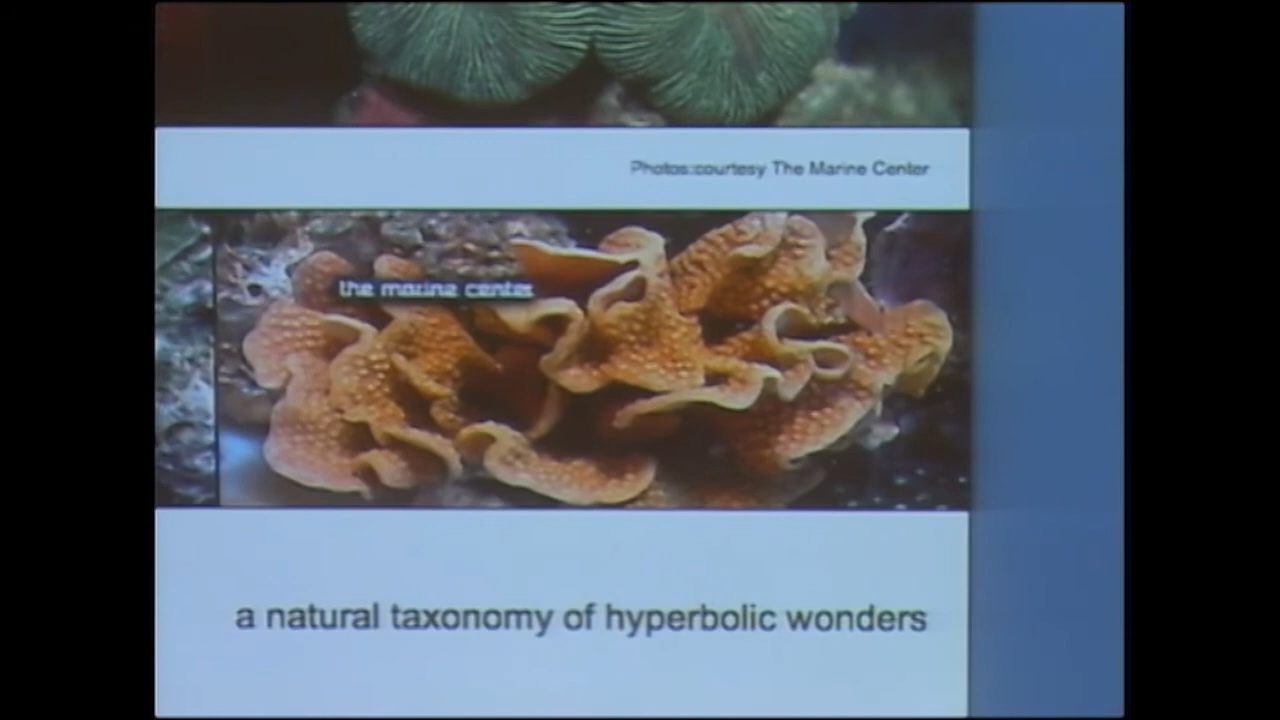 Photos:courtesy The Marine Center
the marine center
a natural taxonomy of hyperbolic wonders